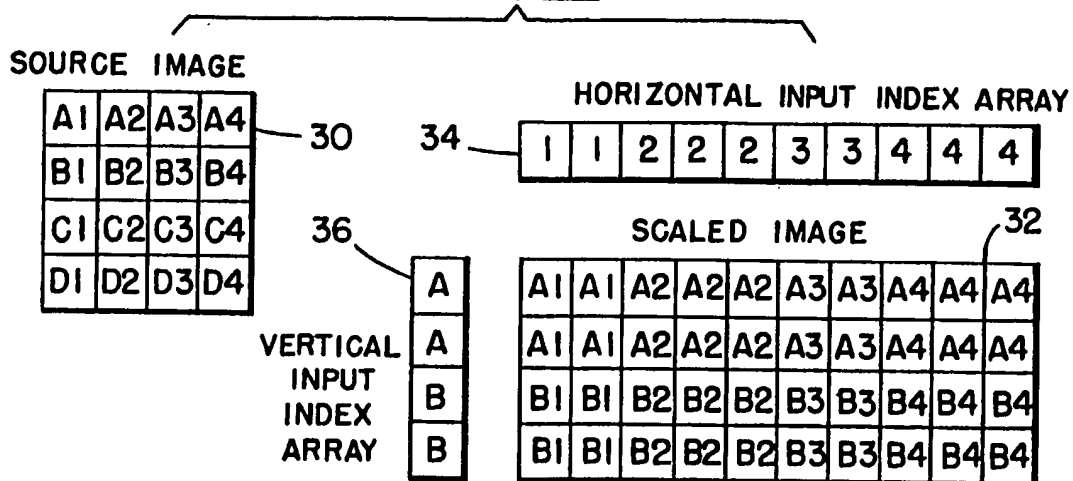 SOURCE IMAGE
A1 A2 A3 A4
B1 B2 B3 B4
C1 C2 C3 C4
D1 D2 D3 D4
30
HORIZONTAL INPUT INDEX ARRAY
34
1 1 2 2 2 3 3 4 4 4
36
VERTICAL
INPUT
INDEX
ARRAY
A
A
B
B
SCALED IMAGE
32
A1 A1 A2 A2 A2 A3 A3 A4 A4 A4
A1 A1 A2 A2 A2 A3 A3 A4 A4 A4
B1 B1 B2 B2 B2 B3 B3 B4 B4 B4
B1 B1 B2 B2 B2 B3 B3 B4 B4 B4